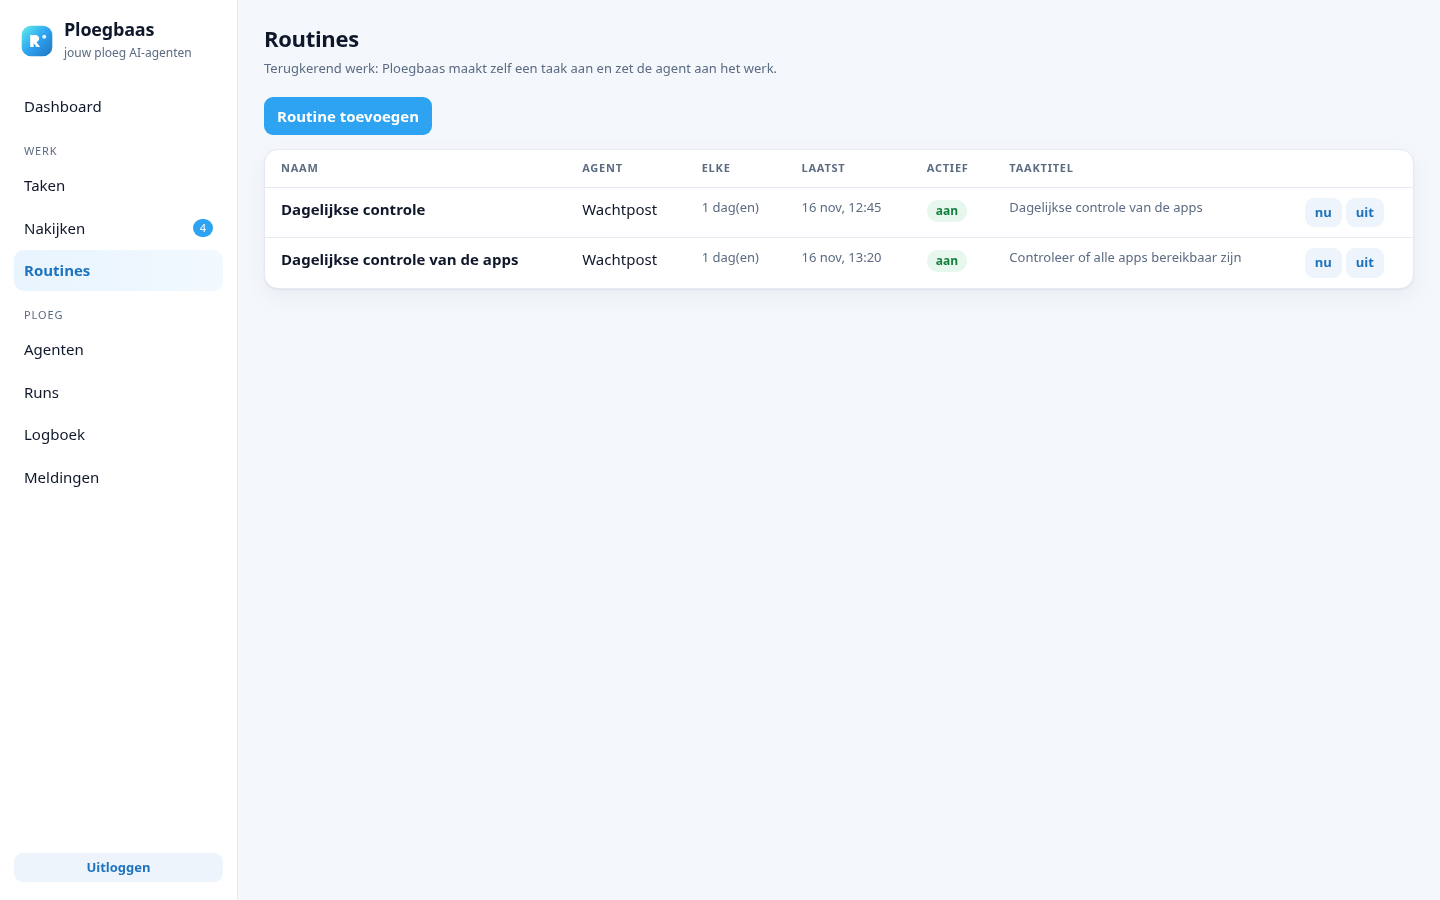 Ploegbaas
jouw ploeg AI-agenten
Dashboard
WERK
Taken
Nakijken 4
Routines
PLOEG
Agenten
Runs
Logboek
Meldingen
Uitloggen
Routines
Terugkerend werk: Ploegbaas maakt zelf een taak aan en zet de agent aan het werk.
Routine toevoegen
NAAM AGENT ELKE LAATST ACTIEF TAAKTITEL
Dagelijkse controle Wachtpost 1 dag(en) 16 nov, 12:45 aan Dagelijkse controle van de apps nu uit
Dagelijkse controle van de apps Wachtpost 1 dag(en) 16 nov, 13:20 aan Controleer of alle apps bereikbaar zijn nu uit